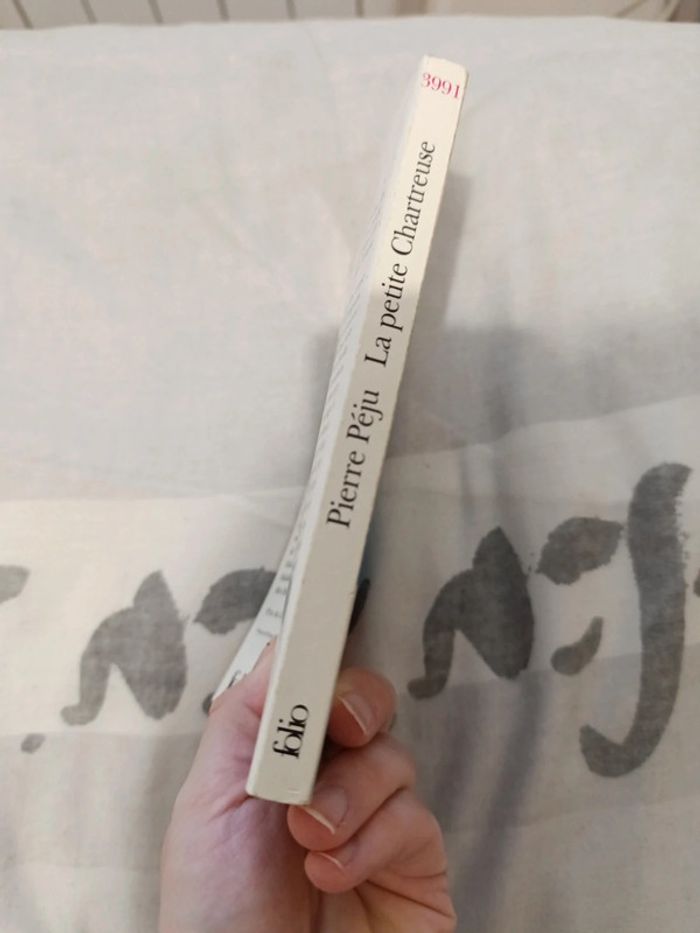 3991
Pierre Péju La petite Chartreuse
folio